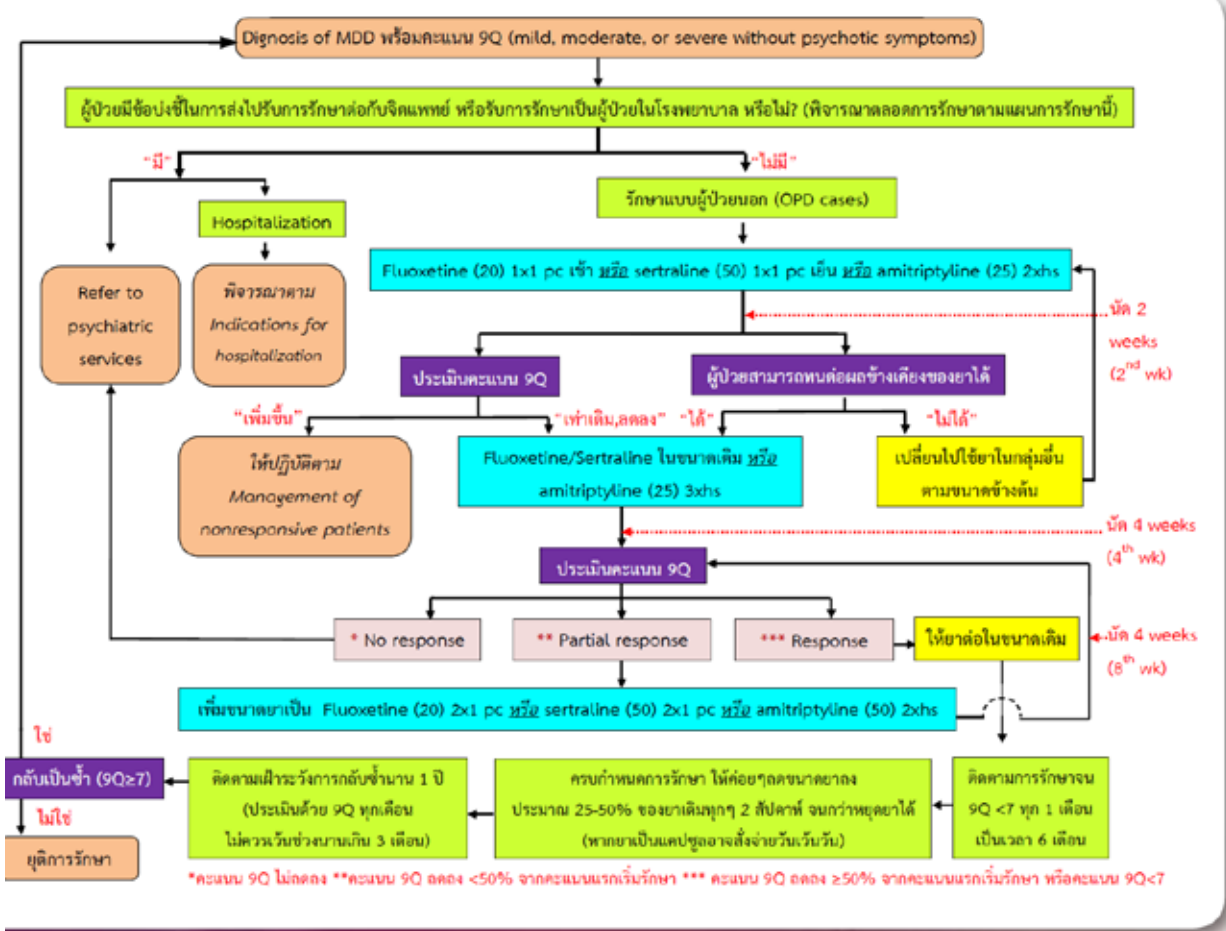 Dignosis of MDD พร้อมคะแนน 9Q (mild, moderate, or severe without psychotic symptoms)
ผู้ป่วยมีข้อบ่งชี้ในการส่งไปรับการรักษาต่อกับจิตแพทย์ หรือรับการรักษาเป็นผู้ป่วยในโรงพยาบาล หรือไม่? (พิจารณาตลอดการรักษาตามแผนการรักษานี้)
"มี"
"ไม่มี"
Hospitalization
รักษาแบบผู้ป่วยนอก (OPD cases)
Refer to
psychiatric
services
พิจารณาตาม
Indications for
hospitalization
Fluoxetine (20) 1x1 pc เช้า หรือ sertraline (50) 1x1 pc เย็น หรือ amitriptyline (25) 2xhs
นัด 2
weeks
(2nd wk)
ประเมินคะแนน 9Q
ผู้ป่วยสามารถทนต่อผลข้างเคียงของยาได้
"เพิ่มขึ้น"
"เท่าเดิม,ลดลง"
"ได้"
"ไม่ได้"
ให้ปฏิบัติตาม
Management of
nonresponsive patients
Fluoxetine/Sertraline ในขนาดเดิม หรือ
amitriptyline (25) 3xhs
เปลี่ยนไปใช้ยาในกลุ่มอื่น
ตามขนาดข้างต้น
นัด 4 weeks
(4th wk)
ประเมินคะแนน 9Q
* No response
** Partial response
*** Response
ให้ยาต่อในขนาดเดิม
นัด 4 weeks
(8th wk)
เพิ่มขนาดยาเป็น Fluoxetine (20) 2x1 pc หรือ sertraline (50) 2x1 pc หรือ amitriptyline (50) 2xhs
ใช่
กลับเป็นซ้ำ (9Q≥7)
ไม่ใช่
ยุติการรักษา
ติดตามเฝ้าระวังการกลับซ้ำนาน 1 ปี
(ประเมินด้วย 9Q ทุกเดือน
ไม่ควรเว้นช่วงนานเกิน 3 เดือน)
ครบกำหนดการรักษา ให้ค่อยๆลดขนาดยาลง
ประมาณ 25-50% ของยาเดิมทุกๆ 2 สัปดาห์ จนกว่าหยุดยาได้
(หากยาเป็นแคปซูลอาจสั่งจ่ายวันเว้นวัน)
ติดตามการรักษาจน
9Q <7 ทุก 1 เดือน
เป็นเวลา 6 เดือน
*คะแนน 9Q ไม่ลดลง **คะแนน 9Q ลดลง <50% จากคะแนนแรกเริ่มรักษา *** คะแนน 9Q ลดลง ≥50% จากคะแนนแรกเริ่มรักษา หรือคะแนน 9Q<7